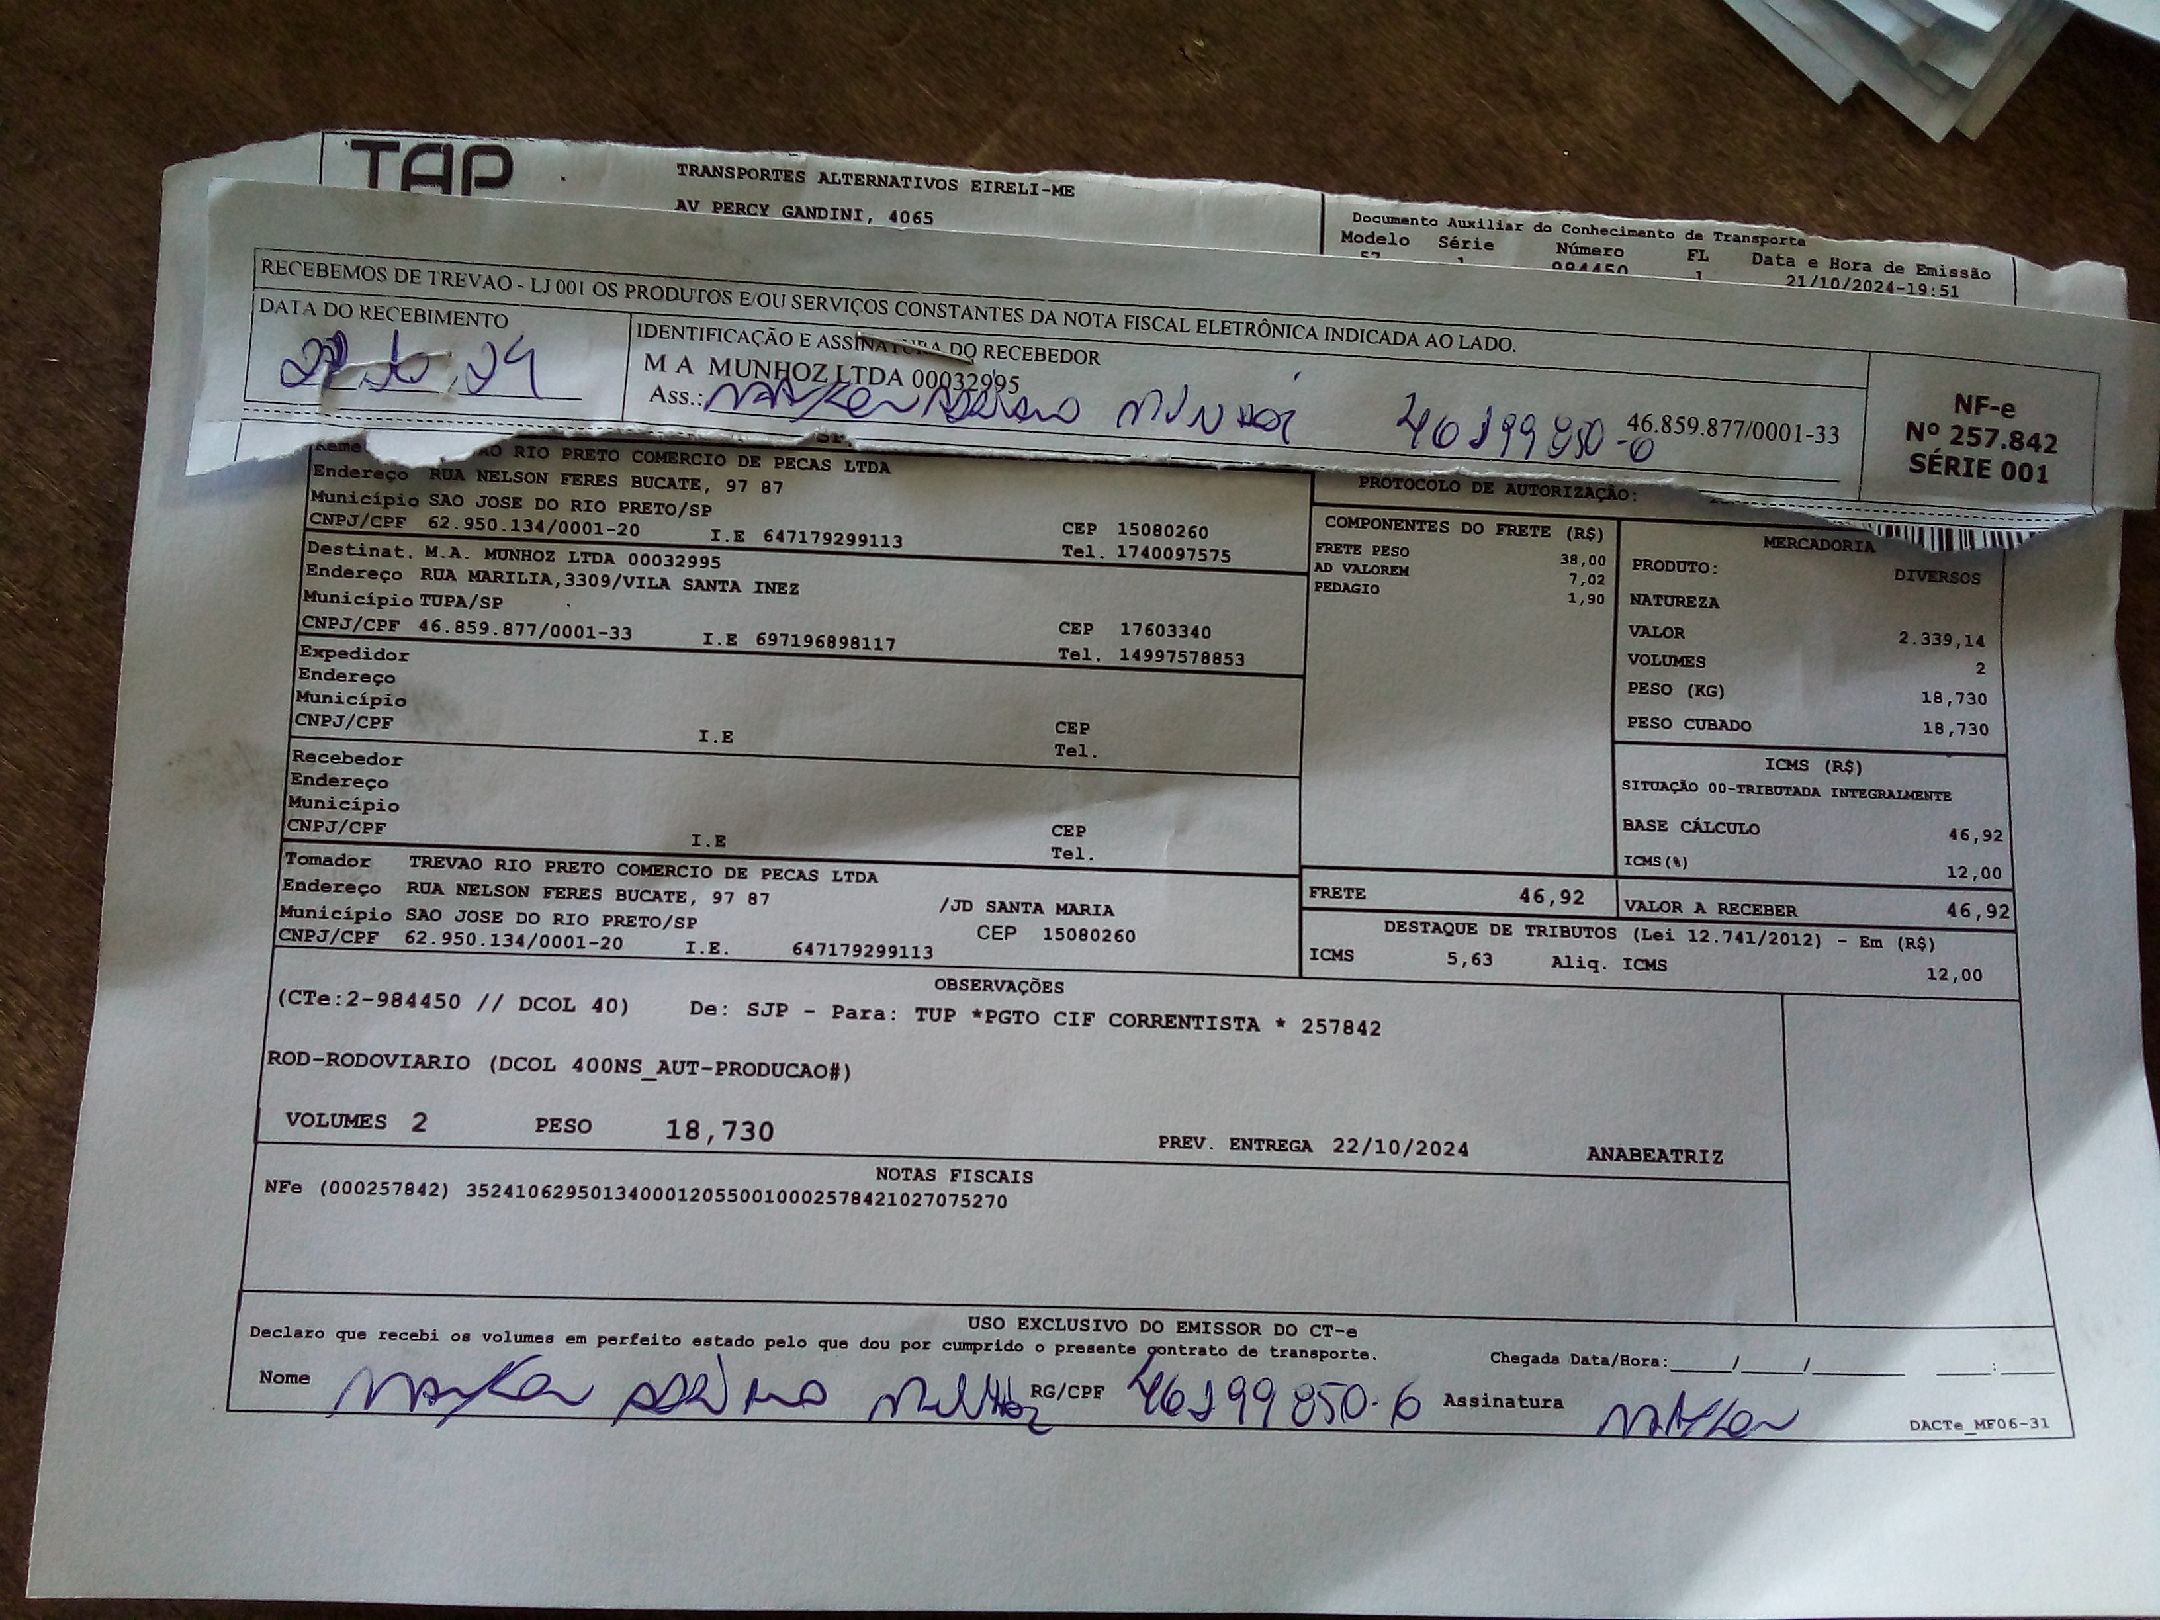 TAP
TRANSPORTES ALTERNATIVOS EIRELI-ME
AV PERCY GANDINI, 4065
Documento Auxiliar do Conhecimento de Transporte
Modelo Série Número FL Data e Hora de Emissão
57 1 984450 1 21/10/2024-19:51
RECEBEMOS DE TREVAO - LJ 001 OS PRODUTOS E/OU SERVIÇOS CONSTANTES DA NOTA FISCAL ELETRÔNICA INDICADA AO LADO.
DATA DO RECEBIMENTO
IDENTIFICAÇÃO E ASSINATURA DO RECEBEDOR
M A MUNHOZ LTDA 00032995
Ass.: 46199850-6 46.859.877/0001-33
NF-e
Nº 257.842
SÉRIE 001
RIO PRETO COMERCIO DE PECAS LTDA
Endereço RUA NELSON FERES BUCATE, 97 87
Município SAO JOSE DO RIO PRETO/SP
CNPJ/CPF 62.950.134/0001-20 I.E 647179299113 CEP 15080260
Tel. 1740097575
Destinat. M.A. MUNHOZ LTDA 00032995
Endereço RUA MARILIA,3309/VILA SANTA INEZ
Município TUPA/SP
CNPJ/CPF 46.859.877/0001-33 I.E 697196898117 CEP 17603340
Tel. 14997578853
Expedidor
Endereço
Município
CNPJ/CPF I.E CEP
Tel.
Recebedor
Endereço
Município
CNPJ/CPF I.E CEP
Tel.
Tomador TREVAO RIO PRETO COMERCIO DE PECAS LTDA
Endereço RUA NELSON FERES BUCATE, 97 87 /JD SANTA MARIA
Município SAO JOSE DO RIO PRETO/SP CEP 15080260
CNPJ/CPF 62.950.134/0001-20 I.E. 647179299113
PROTOCOLO DE AUTORIZAÇÃO:
COMPONENTES DO FRETE (R$)
FRETE PESO 38,00
AD VALOREM 7,02
PEDAGIO 1,90
MERCADORIA
PRODUTO: DIVERSOS
NATUREZA
VALOR 2.339,14
VOLUMES 2
PESO (KG) 18,730
PESO CUBADO 18,730
ICMS (R$)
SITUAÇÃO 00-TRIBUTADA INTEGRALMENTE
BASE CÁLCULO 46,92
ICMS(%) 12,00
FRETE 46,92 VALOR A RECEBER 46,92
DESTAQUE DE TRIBUTOS (Lei 12.741/2012) - Em (R$)
ICMS 5,63 Aliq. ICMS 12,00
OBSERVAÇÕES
(CTe:2-984450 // DCOL 40) De: SJP - Para: TUP *PGTO CIF CORRENTISTA * 257842
ROD-RODOVIARIO (DCOL 400NS_AUT-PRODUCAO#)
VOLUMES 2 PESO 18,730 PREV. ENTREGA 22/10/2024 ANABEATRIZ
NOTAS FISCAIS
NFe (000257842) 35241062950134000120550010002578421027075270
USO EXCLUSIVO DO EMISSOR DO CT-e
Declaro que recebi os volumes em perfeito estado pelo que dou por cumprido o presente contrato de transporte. Chegada Data/Hora:____/____/______ ____:____
Nome RG/CPF 46199850-6 Assinatura
DACTe_MF06-31